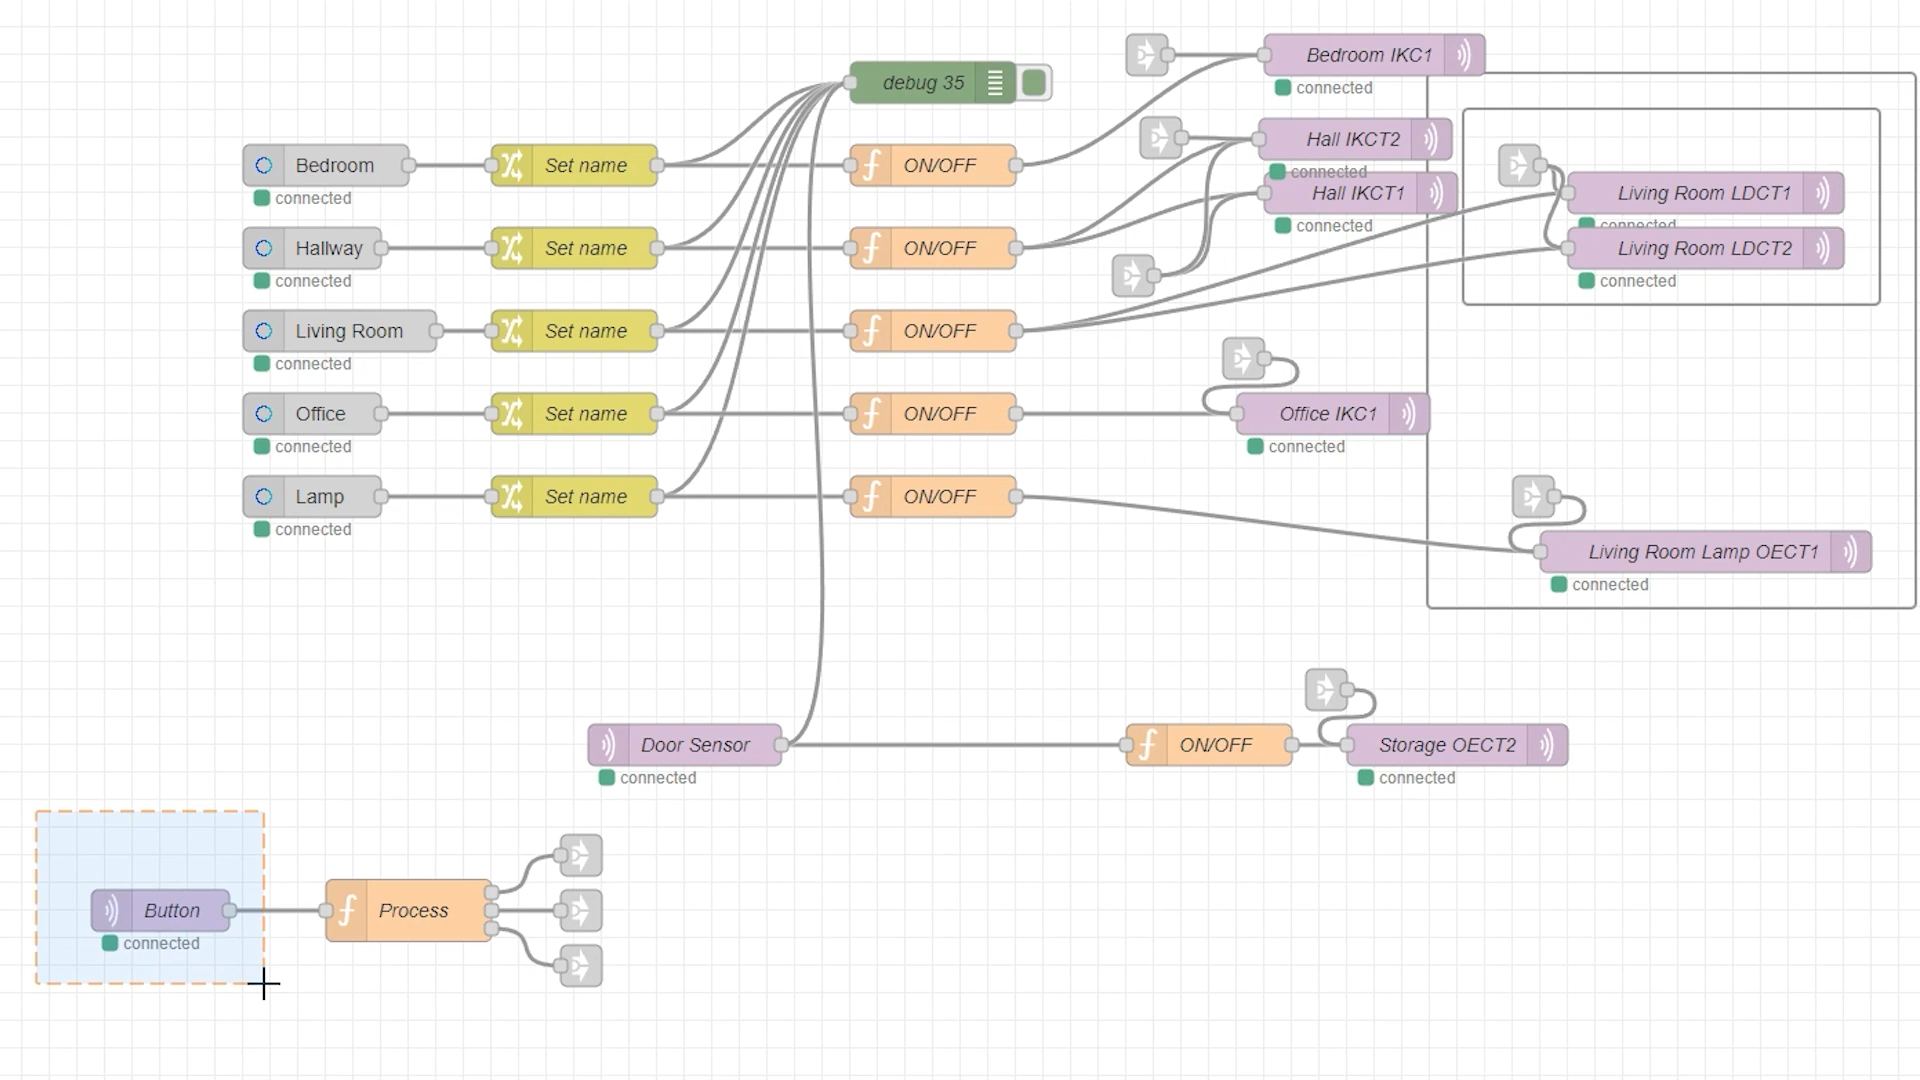 Bedroom IKC1
connected
debug 35
Hall IKCT2
connected
Bedroom
connected
Set name
ON/OFF
Hall IKCT1
connected
Living Room LDCT1
connected
Hallway
connected
Set name
ON/OFF
Living Room LDCT2
connected
Living Room
connected
Set name
ON/OFF
Office
connected
Set name
ON/OFF
Office IKC1
connected
Lamp
connected
Set name
ON/OFF
Living Room Lamp OECT1
connected
Door Sensor
connected
ON/OFF
Storage OECT2
connected
Button
connected
Process